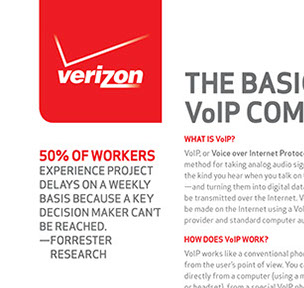 verizon
50% OF WORKERS
EXPERIENCE PROJECT
DELAYS ON A WEEKLY
BASIS BECAUSE A KEY
DECISION MAKER CAN'T
BE REACHED.
—FORRESTER
RESEARCH
THE BASI
VoIP COM
WHAT IS VoIP?
VoIP, or Voice over Internet Protoc
method for taking analog audio sig
the kind you hear when you talk on
—and turning them into digital data
be transmitted over the Internet. V
be made on the Internet using a Vo
provider and standard computer au
HOW DOES VoIP WORK?
VoIP works like a conventional pho
from the user's point of view. You c
directly from a computer (using a
or headset), from a special VoIP ph